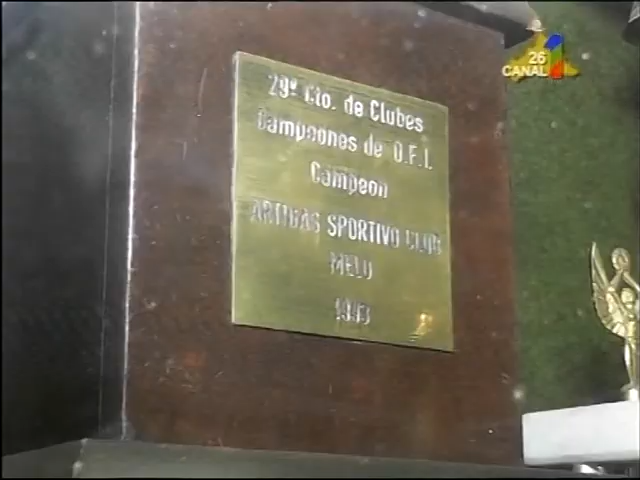 29º Cto. de Clubes
Campeones de O.F.I.
Campeon
ARTIGAS SPORTIVO CLUB
MELO
26
CANAL